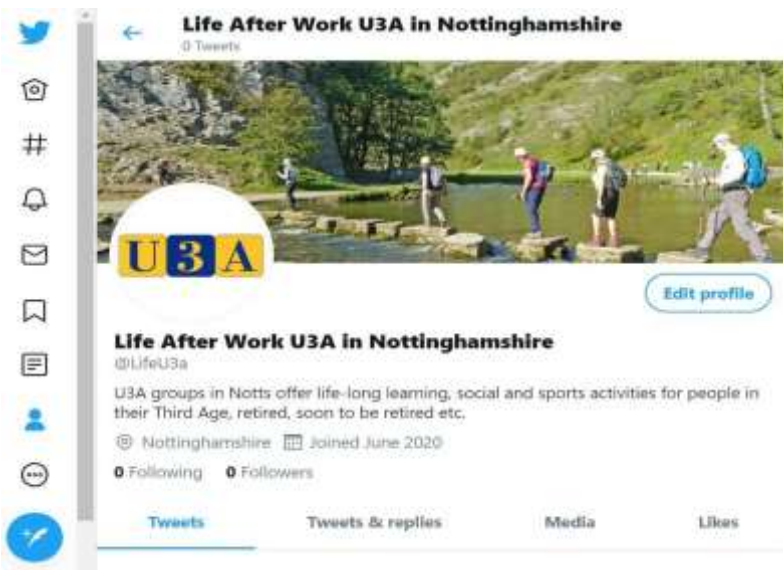 Life After Work U3A in Nottinghamshire
0 Tweets
U3A
Edit profile
Life After Work U3A in Nottinghamshire
@LifeU3a
U3A groups in Notts offer life-long learning, social and sports activities for people in
their Third Age, retired, soon to be retired etc.
Nottinghamshire Joined June 2020
0 Following 0 Followers
Tweets Tweets & replies Media Likes